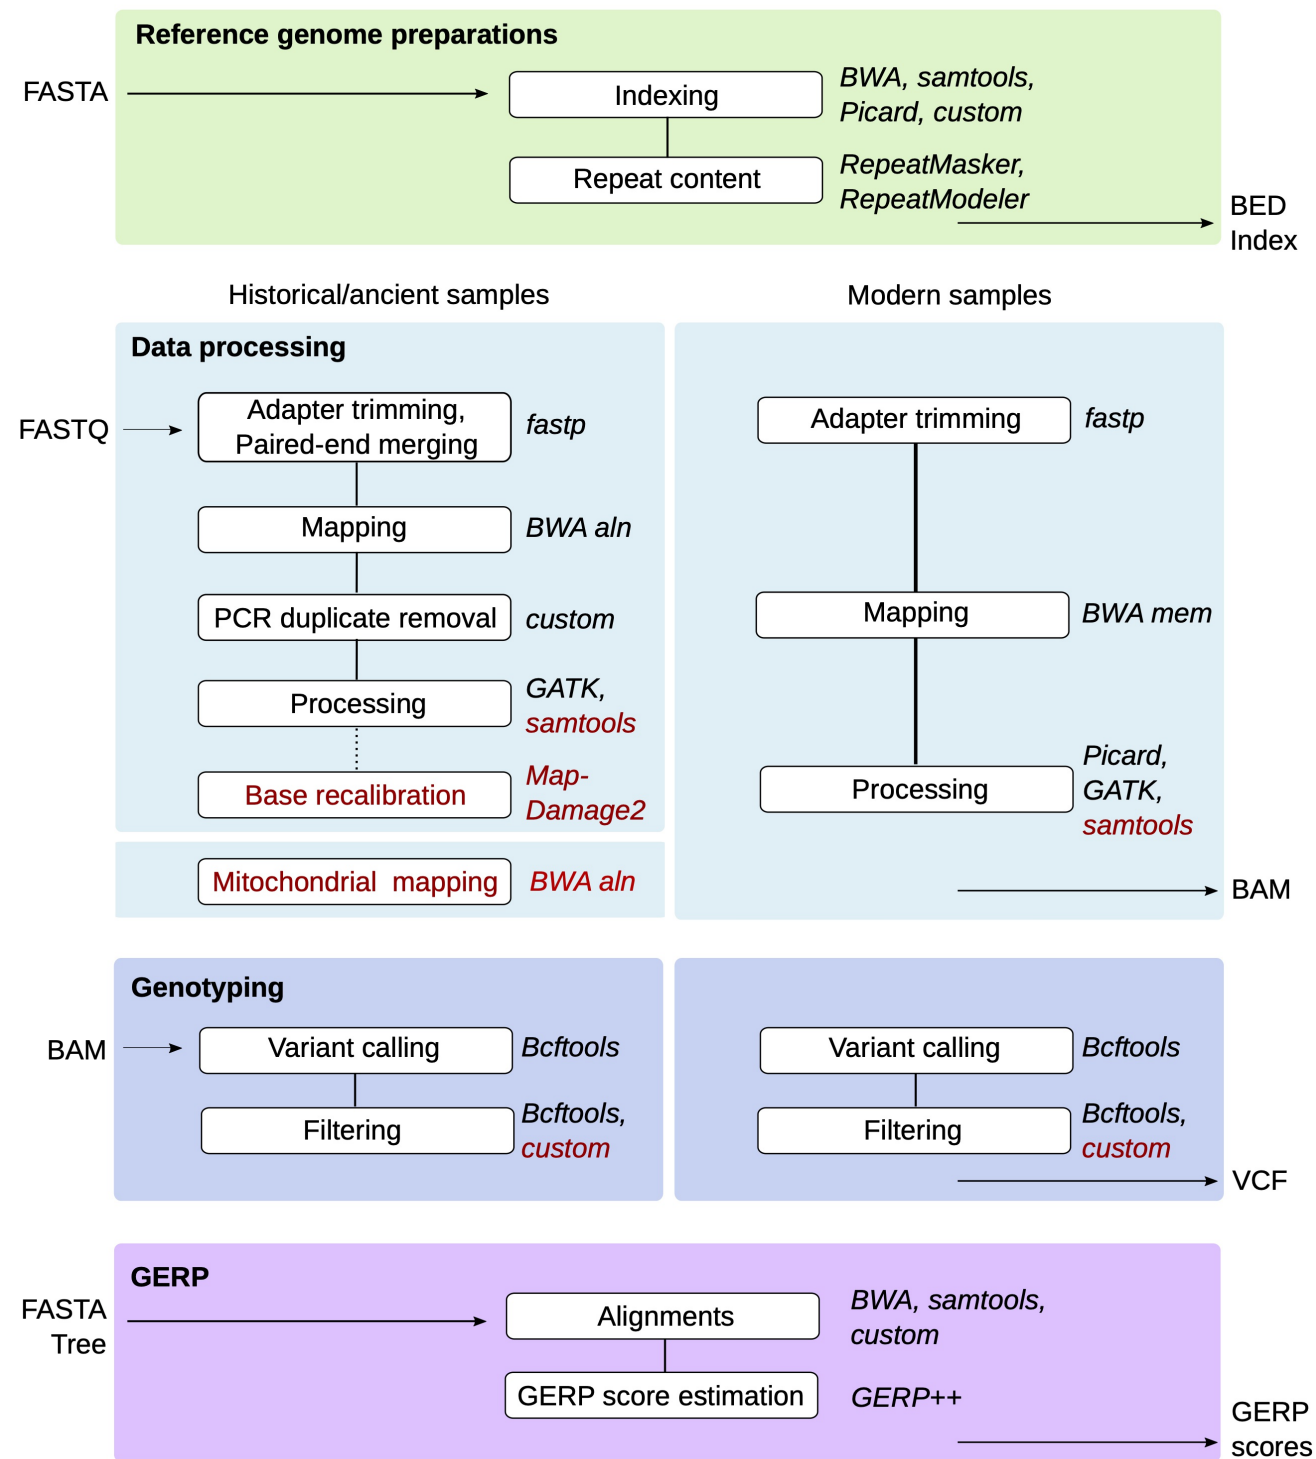 Reference genome preparations
FASTA
Indexing
BWA, samtools,
Picard, custom
Repeat content
RepeatMasker,
RepeatModeler
BED
Index
Historical/ancient samples
Modern samples
Data processing
FASTQ
Adapter trimming,
Paired-end merging
fastp
Mapping
BWA aln
PCR duplicate removal
custom
Processing
GATK,
samtools
Base recalibration
Map-
Damage2
Mitochondrial mapping
BWA aln
Adapter trimming
fastp
Mapping
BWA mem
Processing
Picard,
GATK,
samtools
BAM
Genotyping
BAM
Variant calling
Bcftools
Filtering
Bcftools,
custom
Variant calling
Bcftools
Filtering
Bcftools,
custom
VCF
GERP
FASTA
Tree
Alignments
BWA, samtools,
custom
GERP score estimation
GERP++
GERP
scores